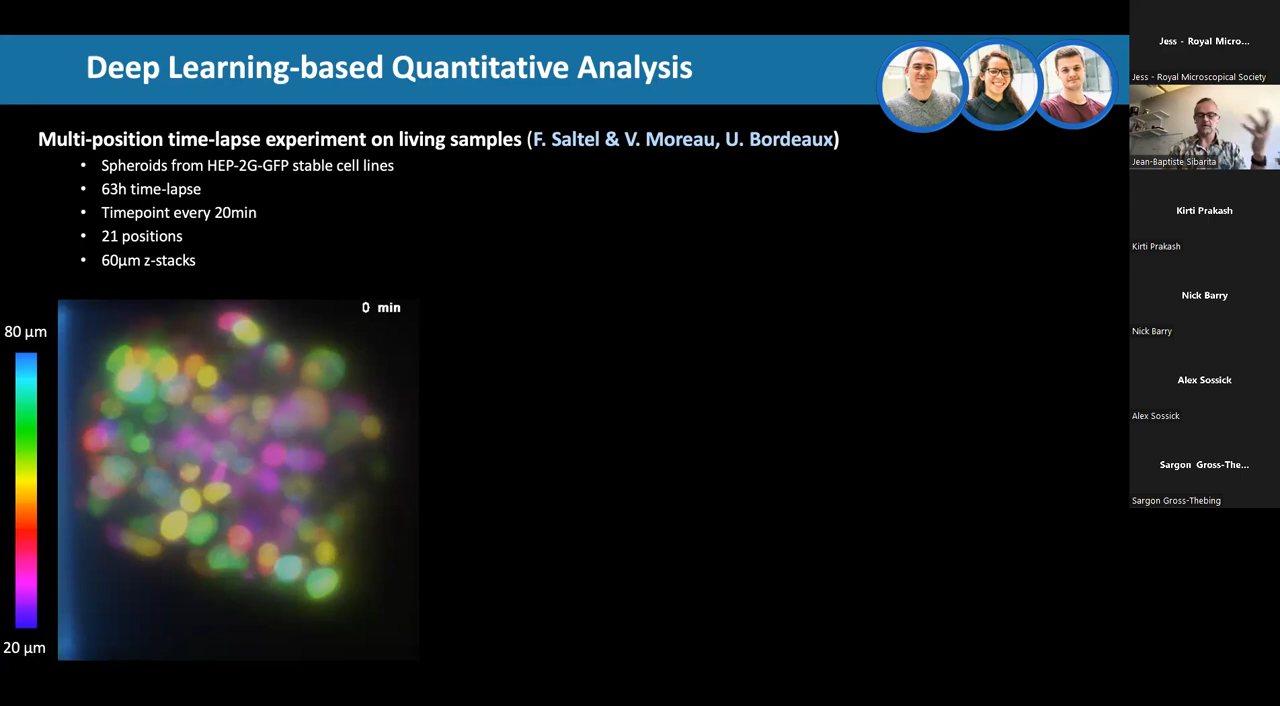 Deep Learning-based Quantitative Analysis
Multi-position time-lapse experiment on living samples (F. Saltel & V. Moreau, U. Bordeaux)
• Spheroids from HEP-2G-GFP stable cell lines
• 63h time-lapse
• Timepoint every 20min
• 21 positions
• 60µm z-stacks
0 min
80 µm
20 µm
Jess - Royal Micro...
Jess - Royal Microscopical Society
Jean-Baptiste Sibarita
Kirti Prakash
Kirti Prakash
Nick Barry
Nick Barry
Alex Sossick
Alex Sossick
Sargon Gross-The...
Sargon Gross-Thebing